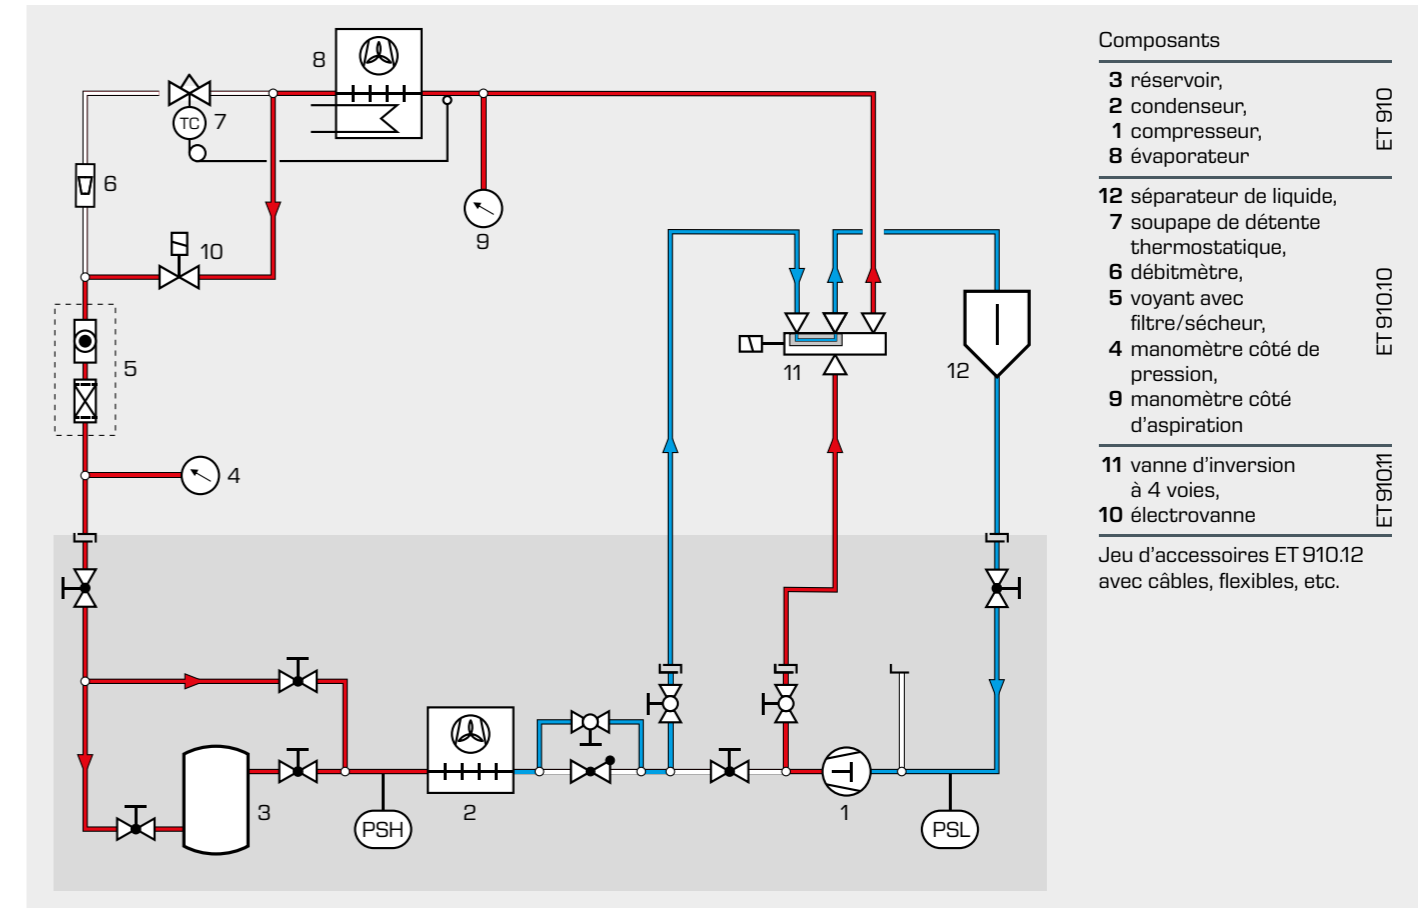 8
TC
7
6
10
9
5
4
11
12
3
PSH
2
1
PSL
Composants
3 réservoir,
2 condenseur,
1 compresseur,
8 évaporateur
ET 910
12 séparateur de liquide,
7 soupape de détente
thermostatique,
6 débitmètre,
5 voyant avec
filtre/sécheur,
4 manomètre côté de
pression,
9 manomètre côté
d'aspiration
ET 910.10
11 vanne d'inversion
à 4 voies,
10 électrovanne
ET 910.11
Jeu d'accessoires ET 910.12
avec câbles, flexibles, etc.